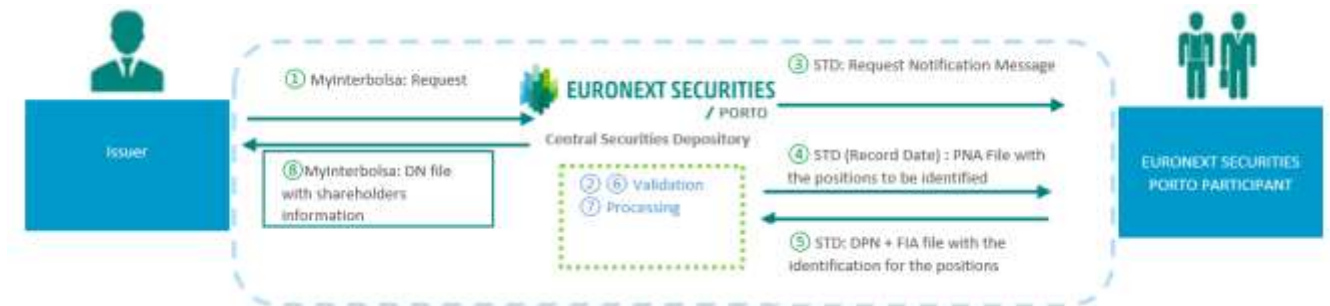 ① MyInterbolsa: Request
③ STD: Request Notification Message
EURONEXT SECURITIES
/ PORTO
Central Securities Depository
Issuer
⑧MyInterbolsa: DN file
with shareholders
information
② ⑥ Validation
⑦ Processing
④ STD (Record Date) : PNA File with
the positions to be identified
EURONEXT SECURITIES
PORTO PARTICIPANT
⑤ STD: DPN + FIA file with the
identification for the positions